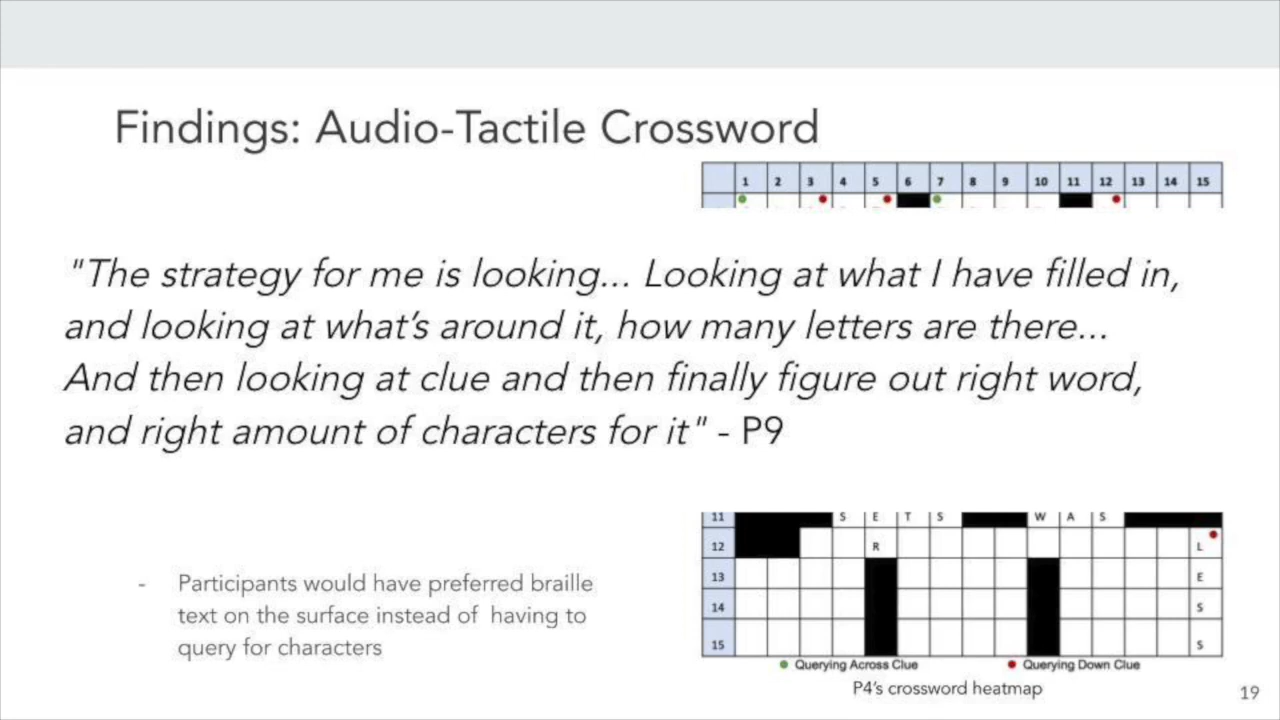 Findings: Audio-Tactile Crossword
1 2 3 4 5 6 7 8 9 10 11 12 13 14 15
"The strategy for me is looking... Looking at what I have filled in,
and looking at what's around it, how many letters are there...
And then looking at clue and then finally figure out right word,
and right amount of characters for it" - P9
11 S E T S W A S
12 R L
13 E
14 S
15 S
- Participants would have preferred braille
text on the surface instead of having to
query for characters
Querying Across Clue Querying Down Clue
P4's crossword heatmap
19